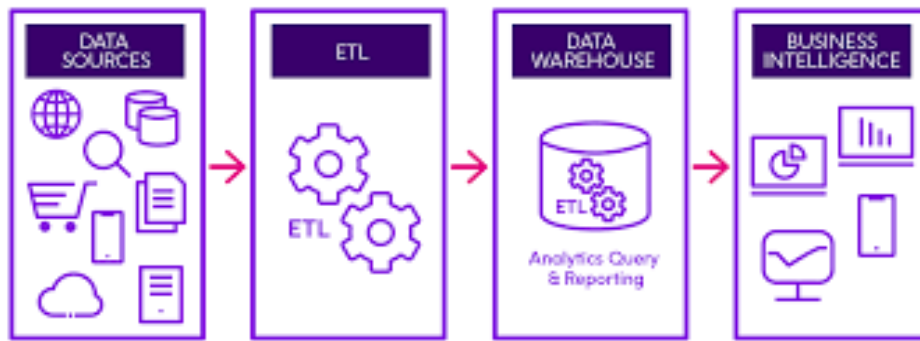 DATA
SOURCES
ETL
ETL
DATA
WAREHOUSE
ETL
Analytics Query
& Reporting
BUSINESS
INTELLIGENCE